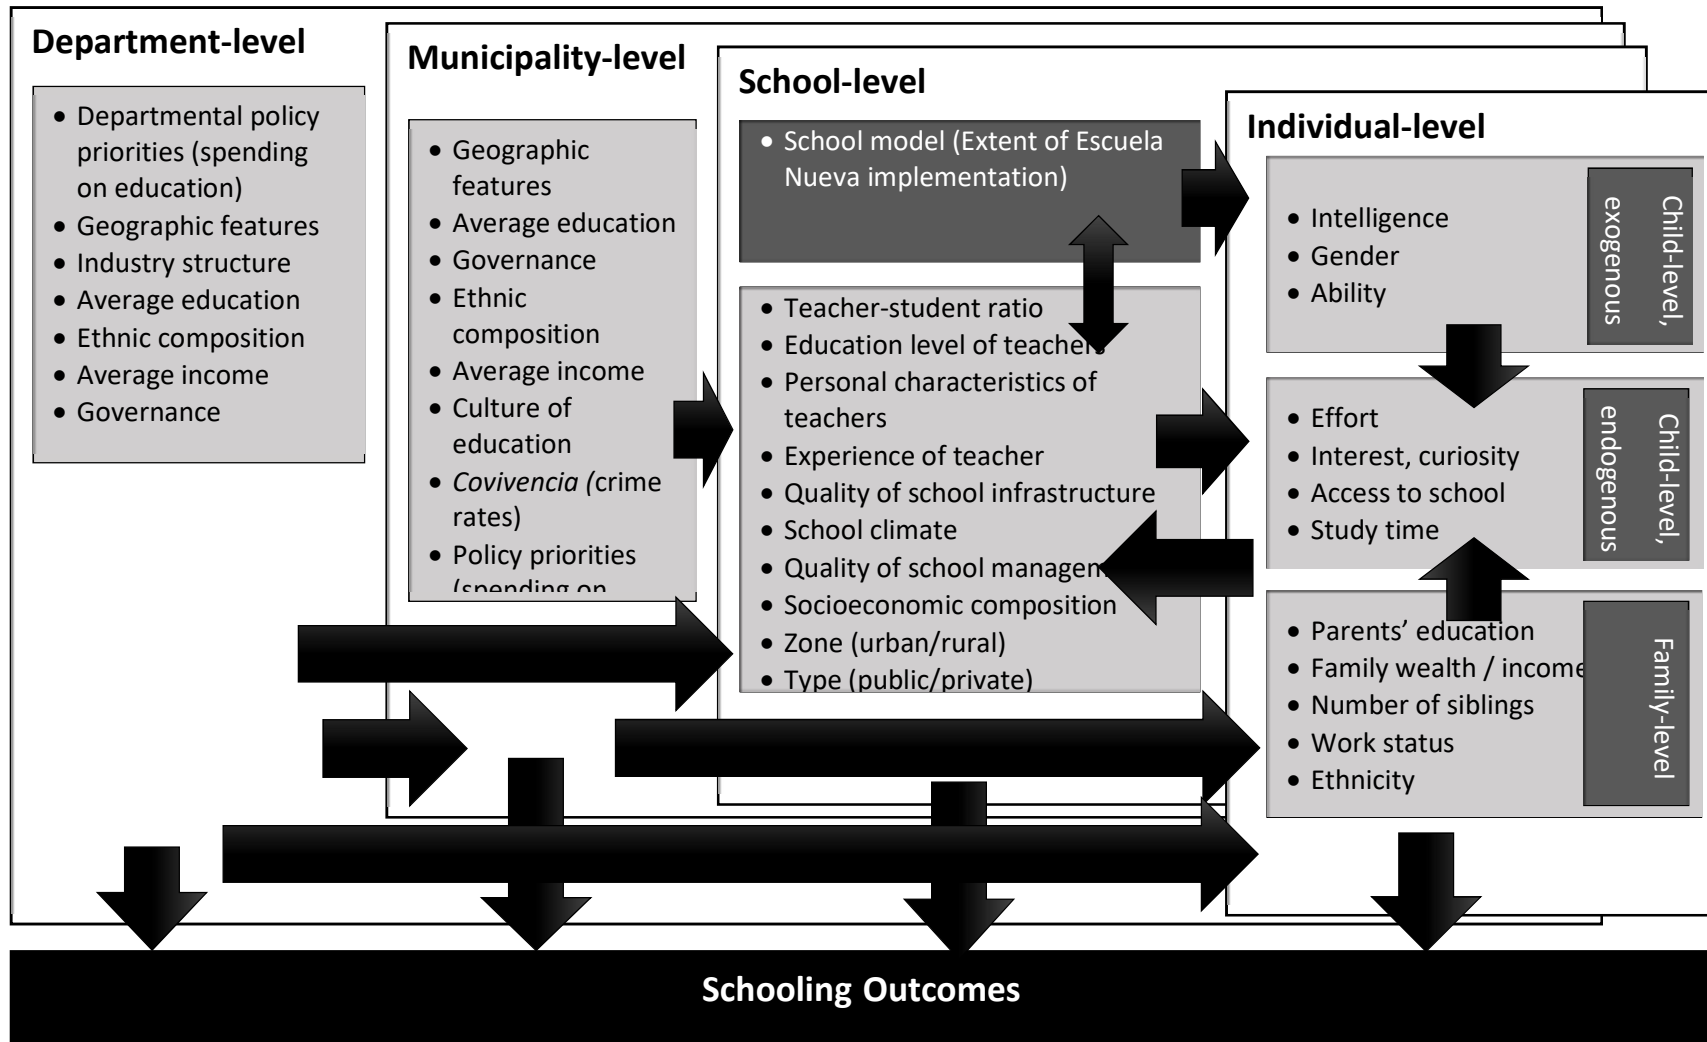 Department-level
• Departmental policy
priorities (spending
on education)
• Geographic features
• Industry structure
• Average education
• Ethnic composition
• Average income
• Governance
Municipality-level
• Geographic
features
• Average education
• Governance
• Ethnic
composition
• Average income
• Culture of
education
• Covivencia (crime
rates)
• Policy priorities
(spending on
School-level
• School model (Extent of Escuela
Nueva implementation)
• Teacher-student ratio
• Education level of teachers
• Personal characteristics of
teachers
• Experience of teacher
• Quality of school infrastructure
• School climate
• Quality of school managem
• Socioeconomic composition
• Zone (urban/rural)
• Type (public/private)
Individual-level
• Intelligence
• Gender
• Ability
Child-level,
exogenous
• Effort
• Interest, curiosity
• Access to school
• Study time
Child-level,
endogenous
• Parents’ education
• Family wealth / income
• Number of siblings
• Work status
• Ethnicity
Family-level
Schooling Outcomes